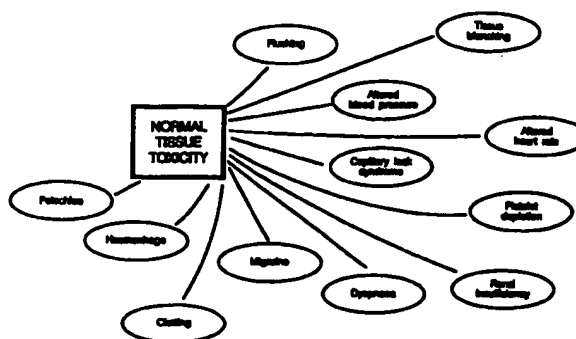 Flushing
Tissue
blanching
Altered
blood pressure
NORMAL
TISSUE
TOXICITY
Altered
heart rate
Capillary leak
syndrome
Petechiae
Platelet
depletion
Haemorrhage
Migraine
Dyspnoea
Renal
insufficiency
Clotting